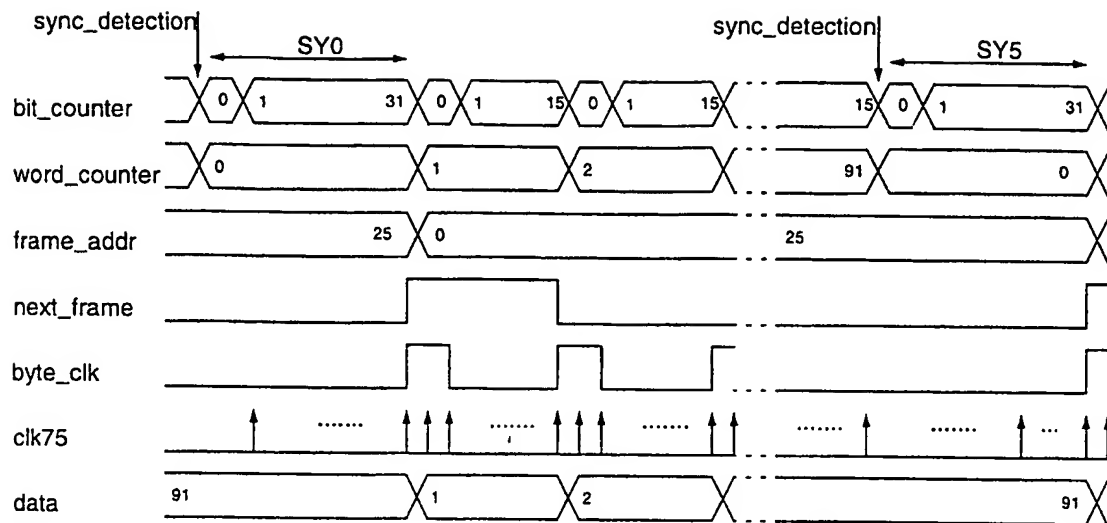 sync_detection SY0 sync_detection SY5
bit_counter 0 1 31 0 1 15 0 1 15 15 0 1 31
word_counter 0 1 2 91 0
frame_addr 25 0 25
next_frame
byte_clk
clk75 ....... ....... ....... ....... ....... ...
data 91 1 2 91